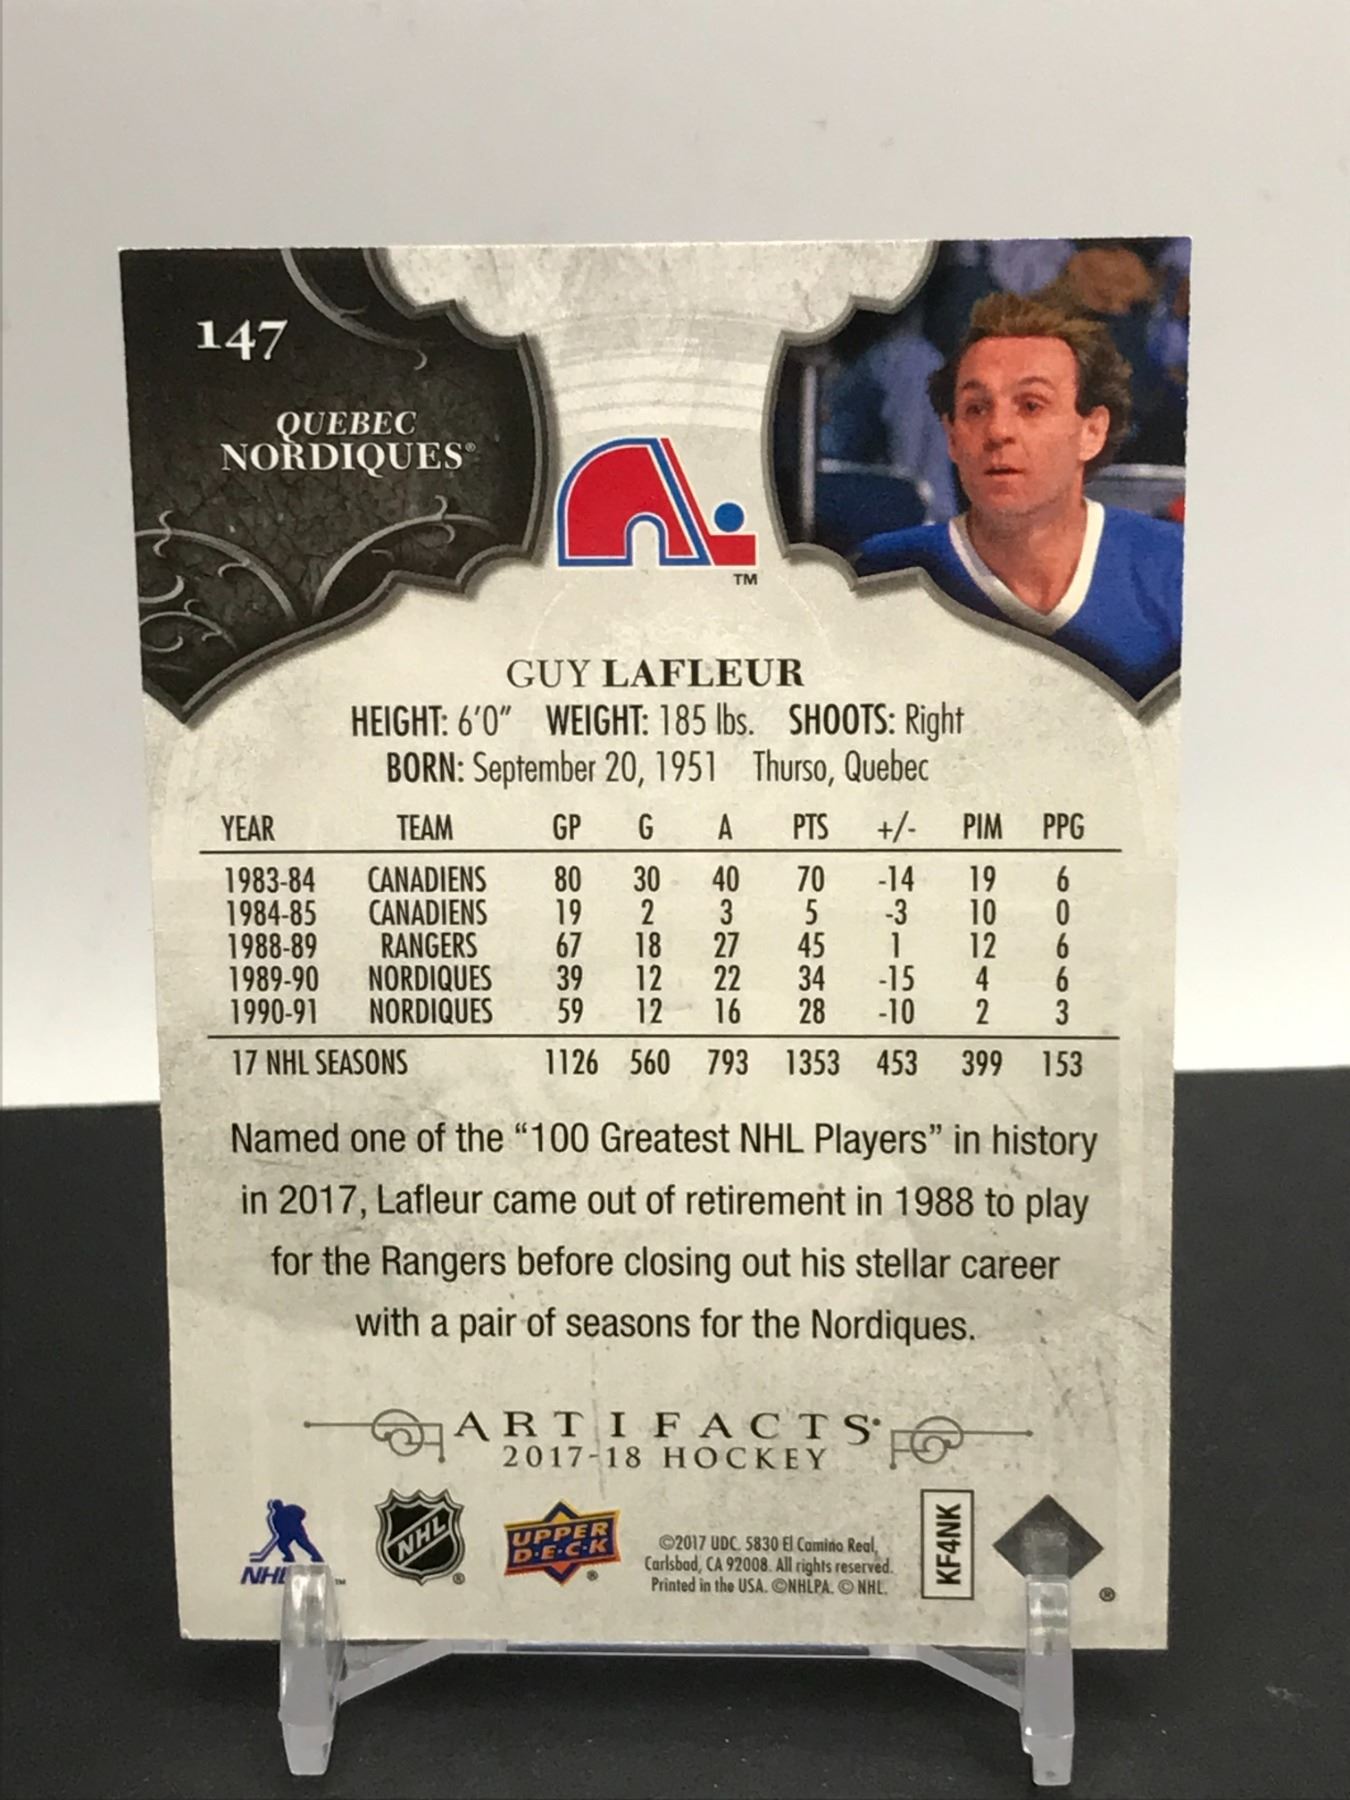 147
QUEBEC
NORDIQUES®
TM
GUY LAFLEUR
HEIGHT: 6'0" WEIGHT: 185 lbs. SHOOTS: Right
BORN: September 20, 1951 Thurso, Quebec
YEAR TEAM GP G A PTS +/- PIM PPG
1983-84 CANADIENS 80 30 40 70 -14 19 6
1984-85 CANADIENS 19 2 3 5 -3 10 0
1988-89 RANGERS 67 18 27 45 1 12 6
1989-90 NORDIQUES 39 12 22 34 -15 4 6
1990-91 NORDIQUES 59 12 16 28 -10 2 3
17 NHL SEASONS 1126 560 793 1353 453 399 153
Named one of the “100 Greatest NHL Players” in history
in 2017, Lafleur came out of retirement in 1988 to play
for the Rangers before closing out his stellar career
with a pair of seasons for the Nordiques.
ARTIFACTS
2017-18 HOCKEY
TM
NHL
®
UPPER
D·E·C·K
®
©2017 UDC. 5830 El Camino Real,
Carlsbad, CA 92008. All rights reserved.
Printed in the USA. ©NHLPA. © NHL.
KF4NK
®